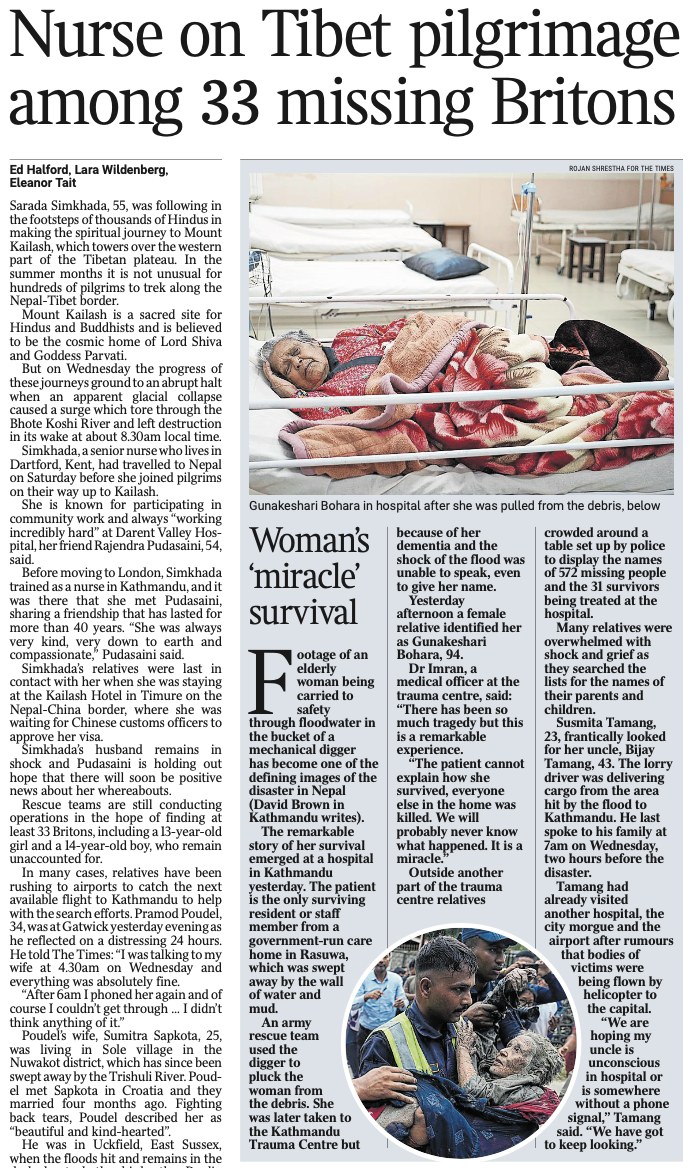 Nurse on Tibet pilgrimage
among 33 missing Britons
Ed Halford, Lara Wildenberg,
Eleanor Tait
Sarada Simkhada, 55, was following in
the footsteps of thousands of Hindus in
making the spiritual journey to Mount
Kailash, which towers over the western
part of the Tibetan plateau. In the
summer months it is not unusual for
hundreds of pilgrims to trek along the
Nepal-Tibet border.
Mount Kailash is a sacred site for
Hindus and Buddhists and is believed
to be the cosmic home of Lord Shiva
and Goddess Parvati.
But on Wednesday the progress of
these journeys ground to an abrupt halt
when an apparent glacial collapse
caused a surge which tore through the
Bhote Koshi River and left destruction
in its wake at about 8.30am local time.
Simkhada, a senior nurse who lives in
Dartford, Kent, had travelled to Nepal
on Saturday before she joined pilgrims
on their way up to Kailash.
She is known for participating in
community work and always “working
incredibly hard” at Darent Valley Hos-
pital, her friend Rajendra Pudasaini, 54,
said.
Before moving to London, Simkhada
trained as a nurse in Kathmandu, and it
was there that she met Pudasaini,
sharing a friendship that has lasted for
more than 40 years. “She was always
very kind, very down to earth and
compassionate,” Pudasaini said.
Simkhada’s relatives were last in
contact with her when she was staying
at the Kailash Hotel in Timure on the
Nepal-China border, where she was
waiting for Chinese customs officers to
approve her visa.
Simkhada’s husband remains in
shock and Pudasaini is holding out
hope that there will soon be positive
news about her whereabouts.
Rescue teams are still conducting
operations in the hope of finding at
least 33 Britons, including a 13-year-old
girl and a 14-year-old boy, who remain
unaccounted for.
In many cases, relatives have been
rushing to airports to catch the next
available flight to Kathmandu to help
with the search efforts. Pramod Poudel,
34, was at Gatwick yesterday evening as
he reflected on a distressing 24 hours.
He told The Times: “I was talking to my
wife at 4.30am on Wednesday and
everything was absolutely fine.
“After 6am I phoned her again and of
course I couldn’t get through ... I didn’t
think anything of it.”
Poudel’s wife, Sumitra Sapkota, 25,
was living in Sole village in the
Nuwakot district, which has since been
swept away by the Trishuli River. Poud-
el met Sapkota in Croatia and they
married four months ago. Fighting
back tears, Poudel described her as
“beautiful and kind-hearted”.
He was in Uckfield, East Sussex,
when the floods hit and remains in the
ROJAN SHRESTHA FOR THE TIMES
Gunakeshari Bohara in hospital after she was pulled from the debris, below
Woman’s
‘miracle’
survival
Footage of an
elderly
woman being
carried to
safety
through floodwater in
the bucket of a
mechanical digger
has become one of the
defining images of the
disaster in Nepal
(David Brown in
Kathmandu writes).
The remarkable
story of her survival
emerged at a hospital
in Kathmandu
yesterday. The patient
is the only surviving
resident or staff
member from a
government-run care
home in Rasuwa,
which was swept
away by the wall
of water and
mud.
An army
rescue team
used the
digger to
pluck the
woman from
the debris. She
was later taken to
the Kathmandu
Trauma Centre but
because of her
dementia and the
shock of the flood was
unable to speak, even
to give her name.
Yesterday
afternoon a female
relative identified her
as Gunakeshari
Bohara, 94.
Dr Imran, a
medical officer at the
trauma centre, said:
“There has been so
much tragedy but this
is a remarkable
experience.
“The patient cannot
explain how she
survived, everyone
else in the home was
killed. We will
probably never know
what happened. It is a
miracle.”
Outside another
part of the trauma
centre relatives
crowded around a
table set up by police
to display the names
of 572 missing people
and the 31 survivors
being treated at the
hospital.
Many relatives were
overwhelmed with
shock and grief as
they searched the
lists for the names of
their parents and
children.
Susmita Tamang,
23, frantically looked
for her uncle, Bijay
Tamang, 43. The lorry
driver was delivering
cargo from the area
hit by the flood to
Kathmandu. He last
spoke to his family at
7am on Wednesday,
two hours before the
disaster.
Tamang had
already visited
another hospital, the
city morgue and the
airport after rumours
that bodies of
victims were
being flown by
helicopter to
the capital.
“We are
hoping my
uncle is
unconscious
in hospital or
is somewhere
without a phone
signal,” Tamang
said. “We have got
to keep looking.”